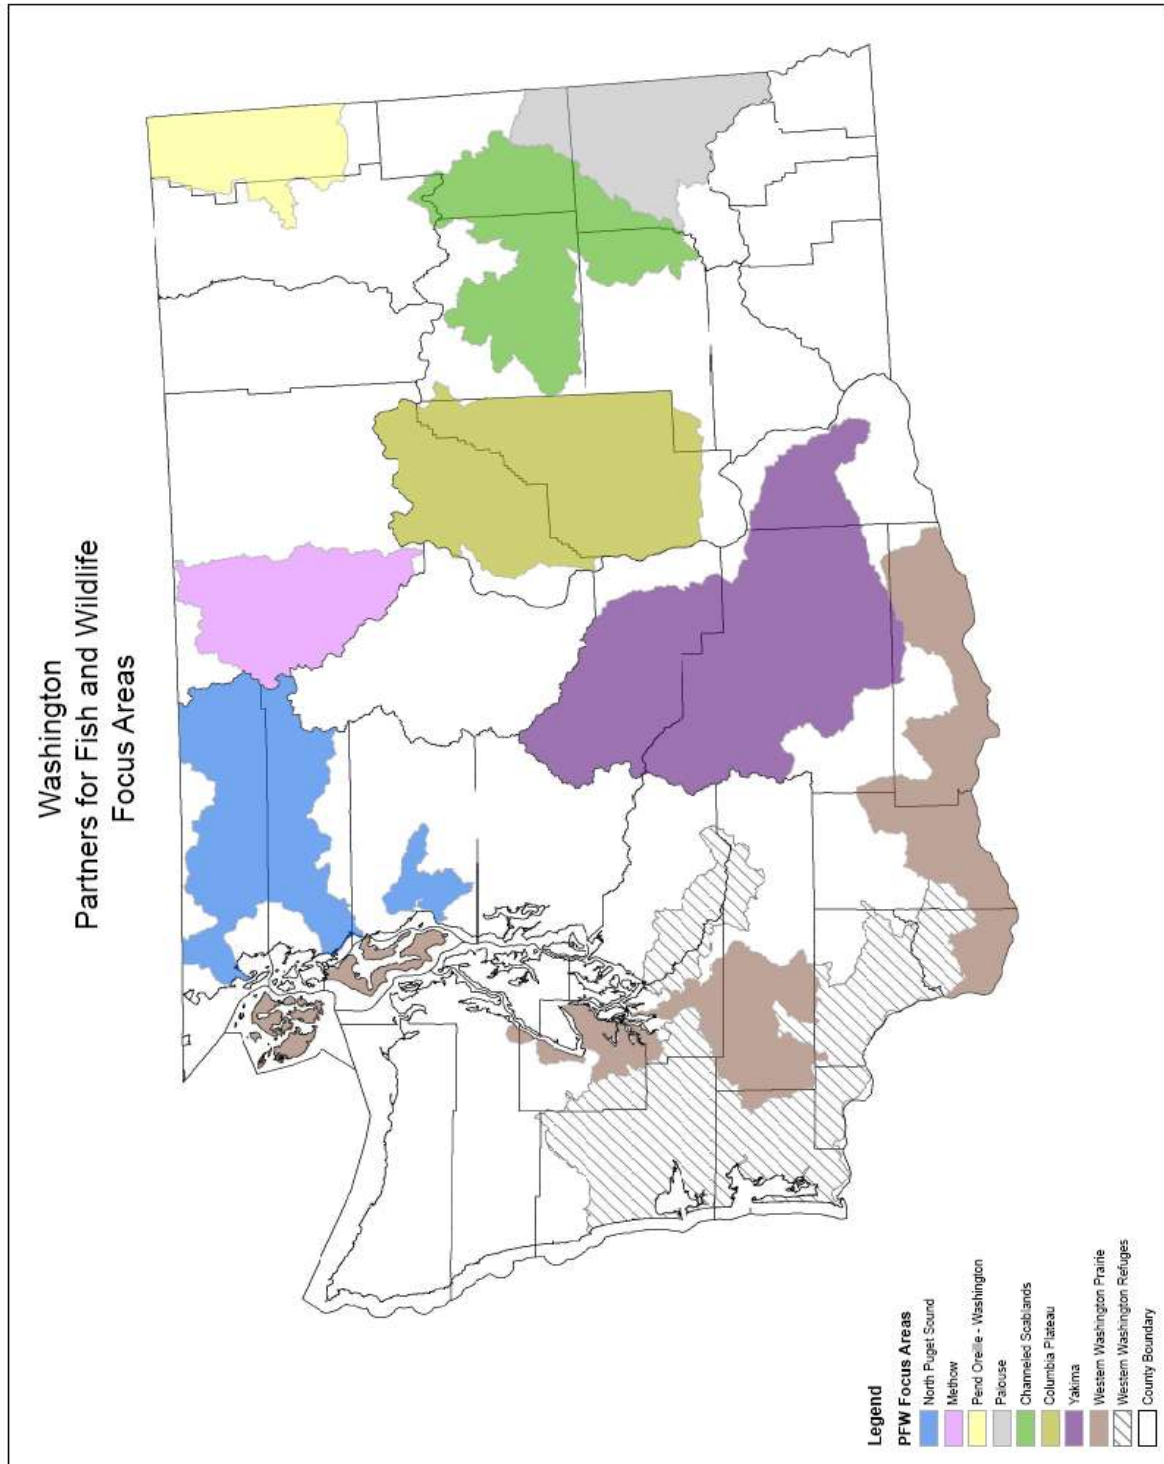 Washington
Partners for Fish and Wildlife
Focus Areas
Legend
PFW Focus Areas
North Puget Sound
Methow
Pend Oreille - Washington
Palouse
Channeled Scablands
Columbia Plateau
Yakima
Western Washington Prairie
Western Washington Refuges
County Boundary